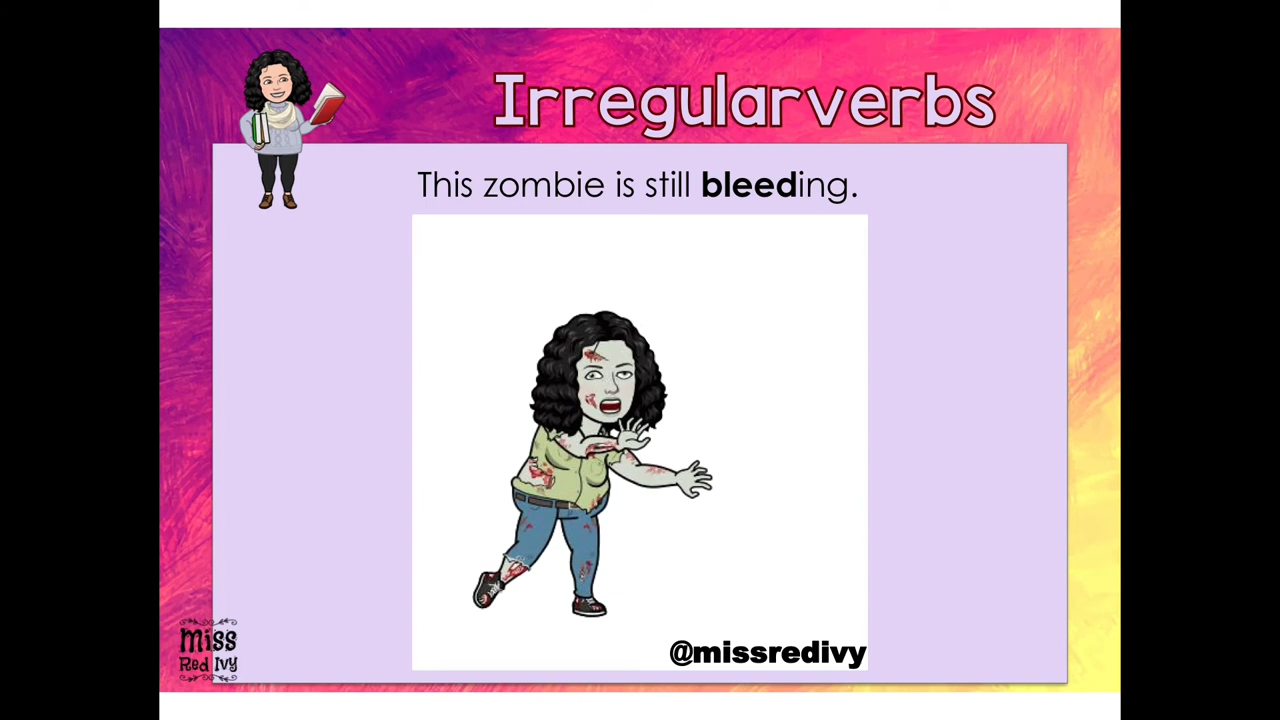 Irregularverbs
This zombie is still bleeding.
@missredivy
Miss
Red Ivy